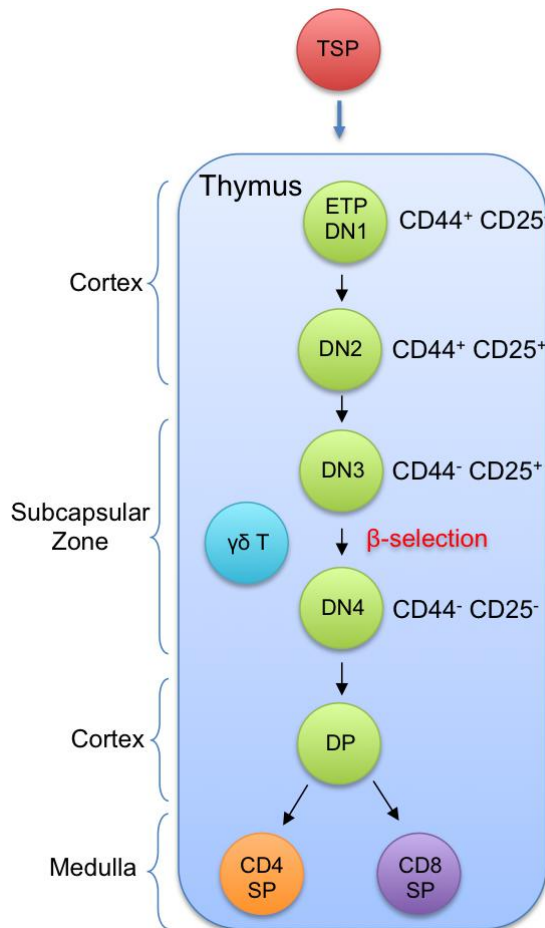 TSP
Thymus
ETP
DN1
CD44⁺ CD25⁻
Cortex
DN2
CD44⁺ CD25⁺
DN3
CD44⁻ CD25⁺
Subcapsular
Zone
γδ T
β-selection
DN4
CD44⁻ CD25⁻
Cortex
DP
Medulla
CD4
SP
CD8
SP